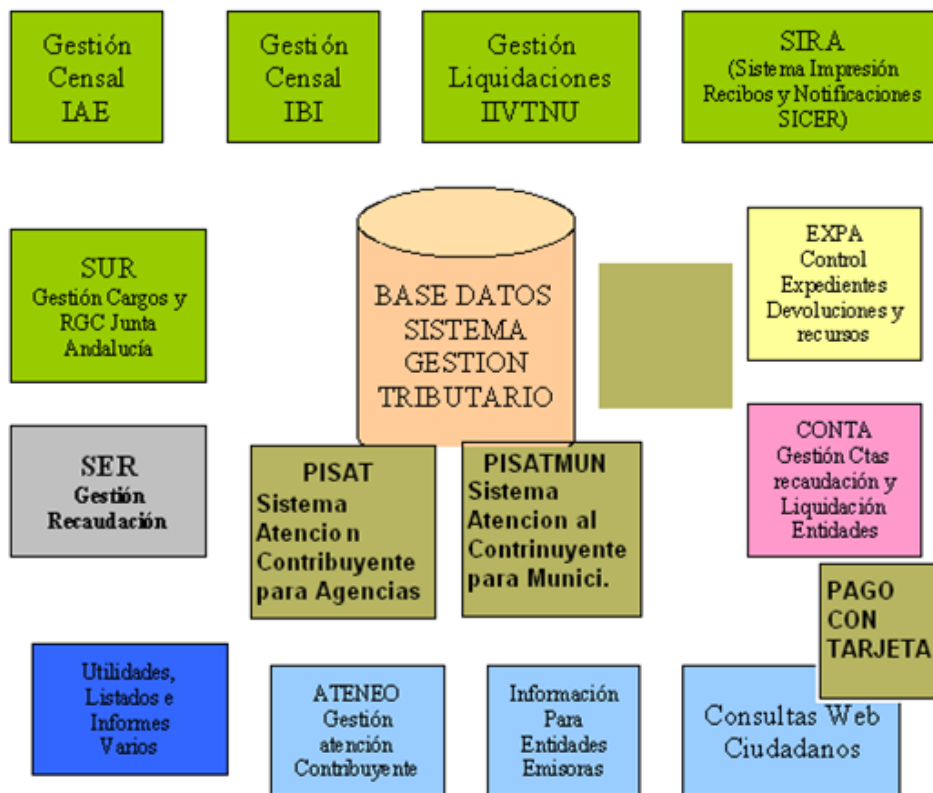 Gestión
Censal
IAE
Gestión
Censal
IBI
Gestión
Liquidaciones
IIVTNU
SIRA
(Sistema Impresión
Recibos y Notificaciones
SICER)
SUR
Gestión Cargos y
RGC Junta
Andalucía
BASE DATOS
SISTEMA
GESTION
TRIBUTARIO
EXPA
Control
Expedientes
Devoluciones y
recursos
SER
Gestión
Recaudación
PISAT
Sistema
Atencion
Contribuyente
para Agencias
PISATMUN
Sistema
Atencion al
Contrinuyente
para Munici.
CONTA
Gestión Ctas
recaudación y
Liquidación
Entidades
PAGO
CON
TARJETA
Utilidades,
Listados e
Informes
Varios
ATENEO
Gestión
atención
Contribuyente
Información
Para
Entidades
Emisoras
Consultas Web
Ciudadanos